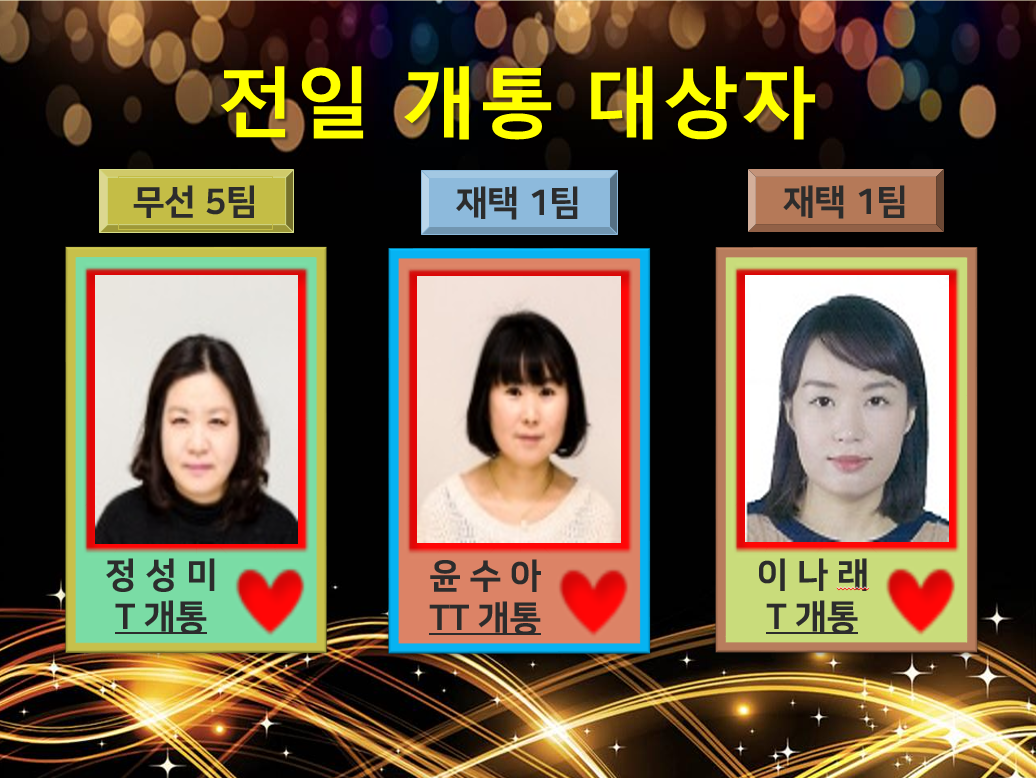 전일 개통 대상자
무선 5팀
재택 1팀
재택 1팀
정 성 미
T 개통
윤 수 아
TT 개통
이 나 래
T 개통